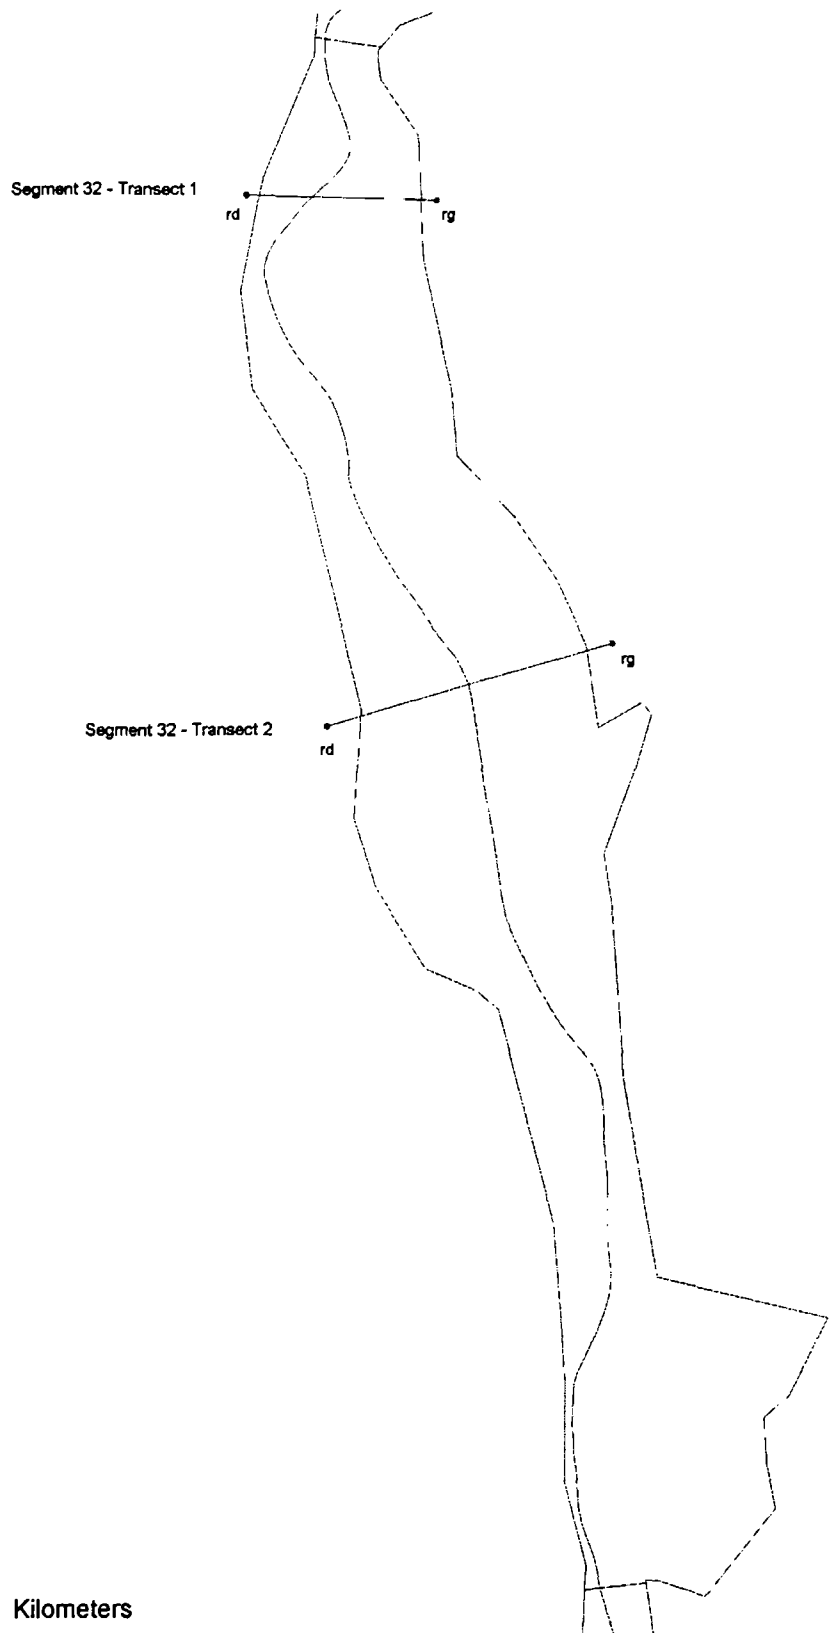 Segment 32 - Transect 1
rd
rg
rg
Segment 32 - Transect 2
rd
Kilometers